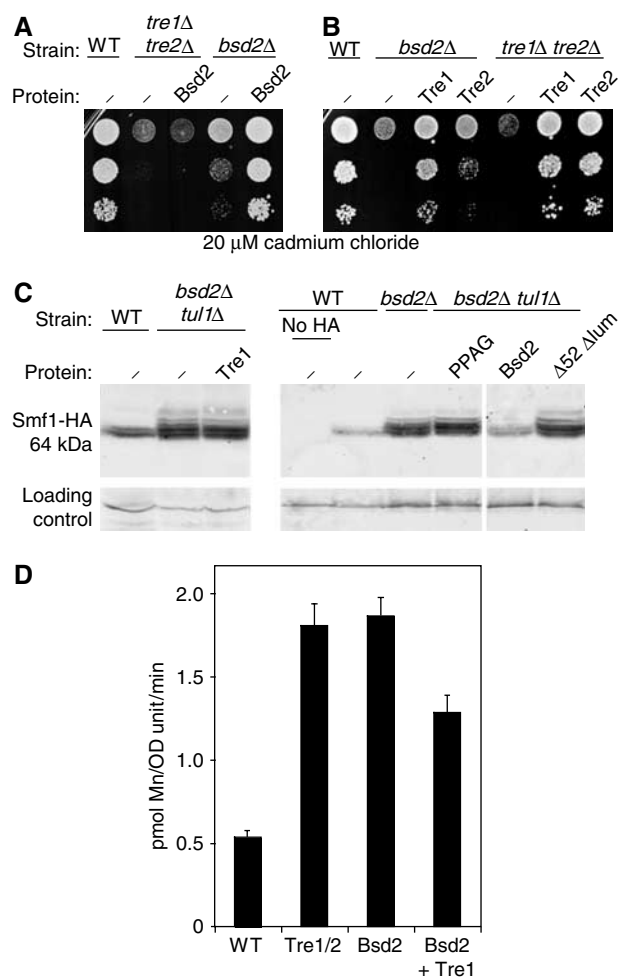 A
Strain: WT tre1Δ tre2Δ bsd2Δ
Protein: – – Bsd2 – Bsd2
B
WT bsd2Δ tre1Δ tre2Δ
– – Tre1 Tre2 – Tre1 Tre2
20 μM cadmium chloride
C
Strain: WT bsd2Δ tul1Δ
Protein: – – Tre1
WT bsd2Δ bsd2Δ tul1Δ
No HA
– – – PPAG Bsd2 Δ52 Δlum
Smf1-HA
64 kDa
Loading
control
D
pmol Mn/OD unit/min
2.0
1.5
1.0
0.5
0
WT Tre1/2 Bsd2 Bsd2
+ Tre1